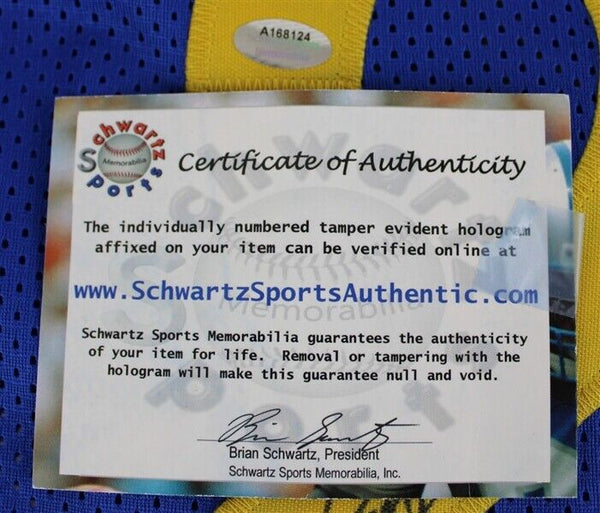 A168124
Schwartz
Memorabilia
Sports
Certificate of Authenticity
The individually numbered tamper evident hologram
affixed on your item can be verified online at
www.SchwartzSportsAuthentic.com
Schwartz Sports Memorabilia guarantees the authenticity
of your item for life. Removal or tampering with the
hologram will make this guarantee null and void.
Brian Schwartz, President
Schwartz Sports Memorabilia, Inc.